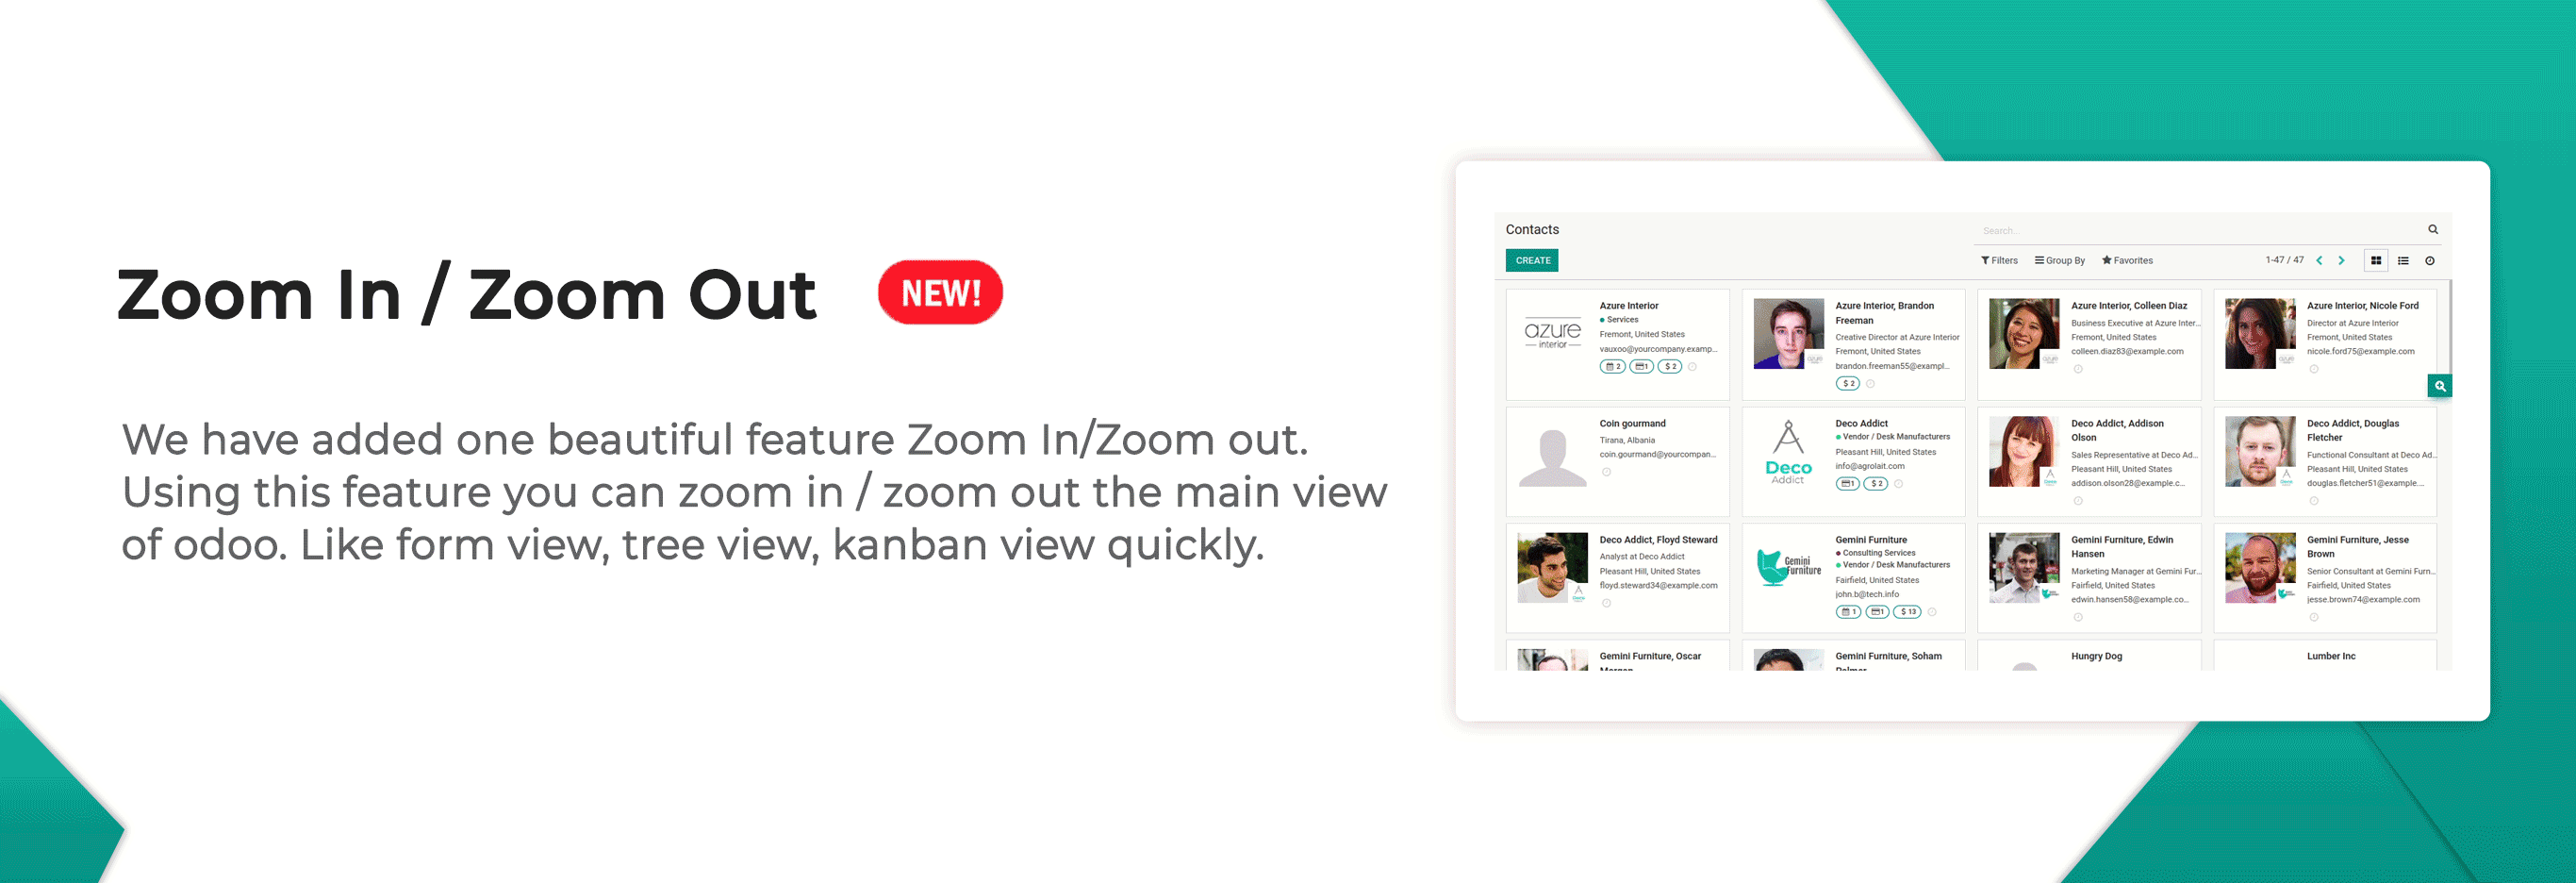 Zoom In / Zoom Out
NEW!
We have added one beautiful feature Zoom In/Zoom out.
Using this feature you can zoom in / zoom out the main view
of odoo. Like form view, tree view, kanban view quickly.
Contacts
Search...
CREATE
Filters
Group By
Favorites
1-47 / 47
azure
interior
Azure Interior
Services
Fremont, United States
vauxoo@yourcompany.examp...
2
1
$ 2
Azure Interior, Brandon
Freeman
Creative Director at Azure Interior
Fremont, United States
brandon.freeman55@exampl...
$ 2
Azure Interior, Colleen Diaz
Business Executive at Azure Inter...
Fremont, United States
colleen.diaz83@example.com
Azure Interior, Nicole Ford
Director at Azure Interior
Fremont, United States
nicole.ford75@example.com
Coin gourmand
Tirana, Albania
coin.gourmand@yourcompan...
Deco
Addict
Deco Addict
Vendor / Desk Manufacturers
Pleasant Hill, United States
info@agrolait.com
1
$ 2
Deco Addict, Addison
Olson
Sales Representative at Deco Ad...
Pleasant Hill, United States
addison.olson28@example.c...
Deco Addict, Douglas
Fletcher
Functional Consultant at Deco Ad...
Pleasant Hill, United States
douglas.fletcher51@example...
Deco Addict, Floyd Steward
Analyst at Deco Addict
Pleasant Hill, United States
floyd.steward34@example.com
Gemini
Furniture
Gemini Furniture
Consulting Services
Vendor / Desk Manufacturers
Fairfield, United States
john.b@tech.info
1
1
$ 13
Gemini Furniture, Edwin
Hansen
Marketing Manager at Gemini Fur...
Fairfield, United States
edwin.hansen58@example.co...
Gemini Furniture, Jesse
Brown
Senior Consultant at Gemini Furn...
Fairfield, United States
jesse.brown74@example.com
Gemini Furniture, Oscar
Gemini Furniture, Soham
Hungry Dog
Lumber Inc